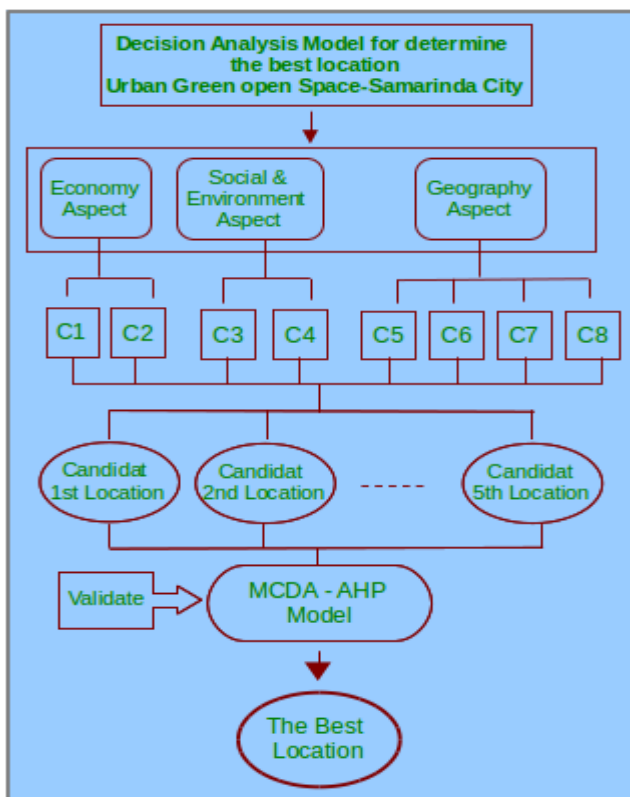 Decision Analysis Model for determine
the best location
Urban Green open Space-Samarinda City
Economy
Aspect
Social &
Environment
Aspect
Geography
Aspect
C1
C2
C3
C4
C5
C6
C7
C8
Candidat
1st Location
Candidat
2nd Location
Candidat
5th Location
Validate
MCDA - AHP
Model
The Best
Location